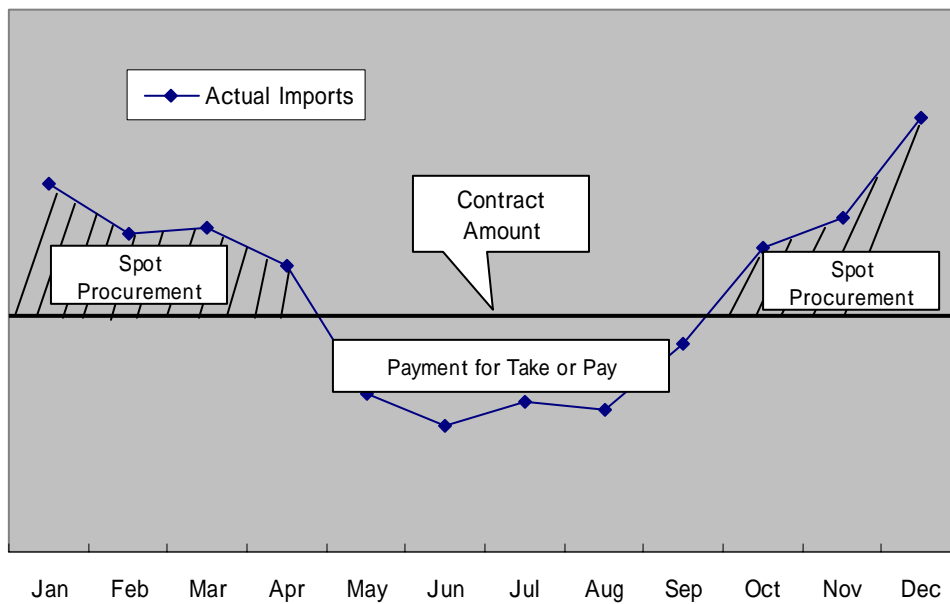 Actual Imports
Contract
Amount
Spot
Procurement
Spot
Procurement
Payment for Take or Pay
Jan Feb Mar Apr May Jun Jul Aug Sep Oct Nov Dec